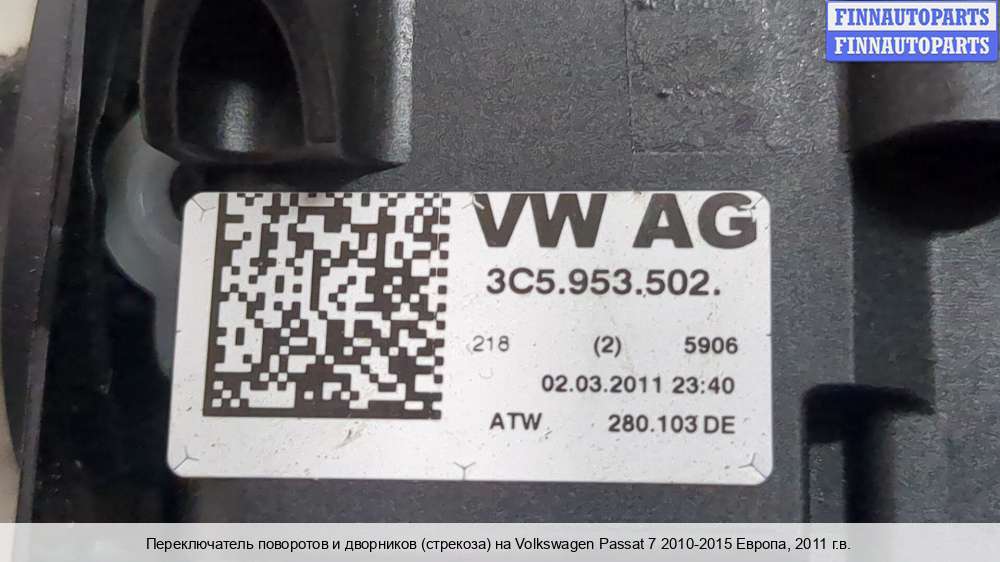 FINNAUTOPARTS
FINNAUTOPARTS
VW AG
3C5.953.502.
218 (2) 5906
02.03.2011 23:40
ATW 280.103 DE
Переключатель поворотов и дворников (стрекоза) на Volkswagen Passat 7 2010-2015 Европа, 2011 г.в.